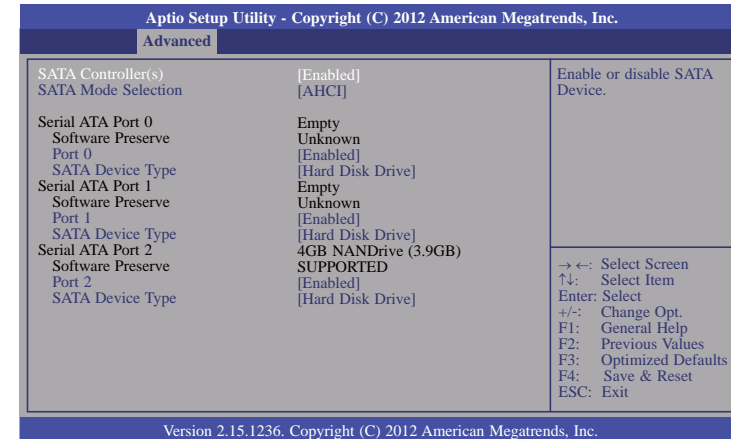 Aptio Setup Utility - Copyright (C) 2012 American Megatrends, Inc.
Advanced
SATA Controller(s) [Enabled]
SATA Mode Selection [AHCI]
Serial ATA Port 0 Empty
Software Preserve Unknown
Port 0 [Enabled]
SATA Device Type [Hard Disk Drive]
Serial ATA Port 1 Empty
Software Preserve Unknown
Port 1 [Enabled]
SATA Device Type [Hard Disk Drive]
Serial ATA Port 2 4GB NANDrive (3.9GB)
Software Preserve SUPPORTED
Port 2 [Enabled]
SATA Device Type [Hard Disk Drive]
Enable or disable SATA
Device.
→←: Select Screen
↑↓: Select Item
Enter: Select
+/-: Change Opt.
F1: General Help
F2: Previous Values
F3: Optimized Defaults
F4: Save & Reset
ESC: Exit
Version 2.15.1236. Copyright (C) 2012 American Megatrends, Inc.